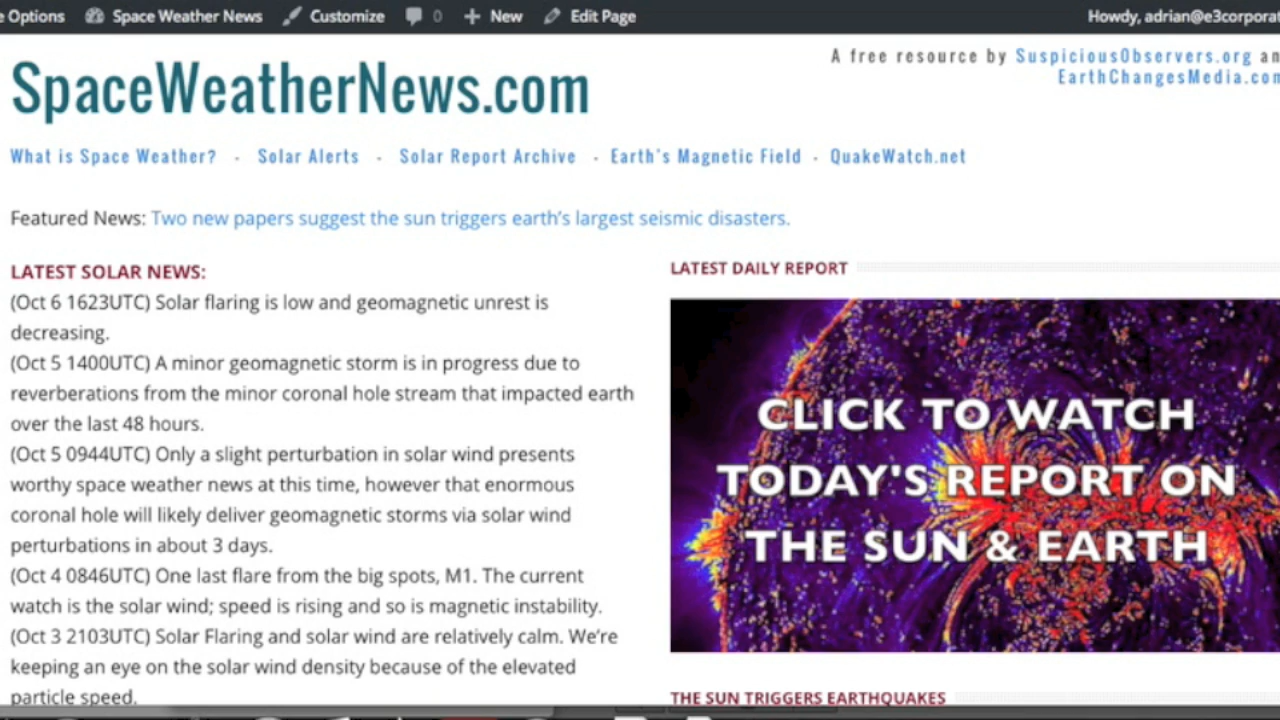 e Options Space Weather News Customize 0 New Edit Page Howdy, adrian@e3corporat
SpaceWeatherNews.com
A free resource by SuspiciousObservers.org an
EarthChangesMedia.com
What is Space Weather? - Solar Alerts - Solar Report Archive - Earth's Magnetic Field - QuakeWatch.net
Featured News: Two new papers suggest the sun triggers earth's largest seismic disasters.
LATEST SOLAR NEWS:
(Oct 6 1623UTC) Solar flaring is low and geomagnetic unrest is
decreasing.
(Oct 5 1400UTC) A minor geomagnetic storm is in progress due to
reverberations from the minor coronal hole stream that impacted earth
over the last 48 hours.
(Oct 5 0944UTC) Only a slight perturbation in solar wind presents
worthy space weather news at this time, however that enormous
coronal hole will likely deliver geomagnetic storms via solar wind
perturbations in about 3 days.
(Oct 4 0846UTC) One last flare from the big spots, M1. The current
watch is the solar wind; speed is rising and so is magnetic instability.
(Oct 3 2103UTC) Solar Flaring and solar wind are relatively calm. We're
keeping an eye on the solar wind density because of the elevated
particle speed.
LATEST DAILY REPORT
CLICK TO WATCH
TODAY'S REPORT ON
THE SUN & EARTH
THE SUN TRIGGERS EARTHQUAKES